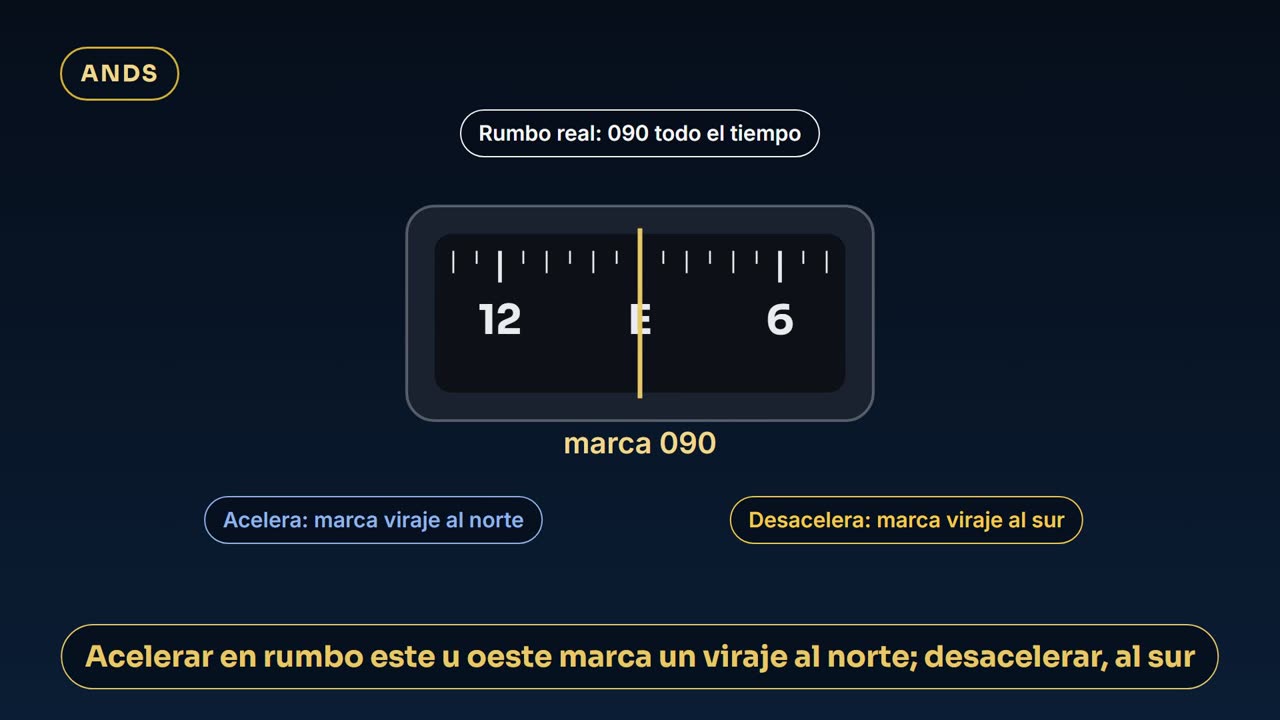 ANDS
Rumbo real: 090 todo el tiempo
12 E 6
marca 090
Acelera: marca viraje al norte
Desacelera: marca viraje al sur
Acelerar en rumbo este u oeste marca un viraje al norte; desacelerar, al sur